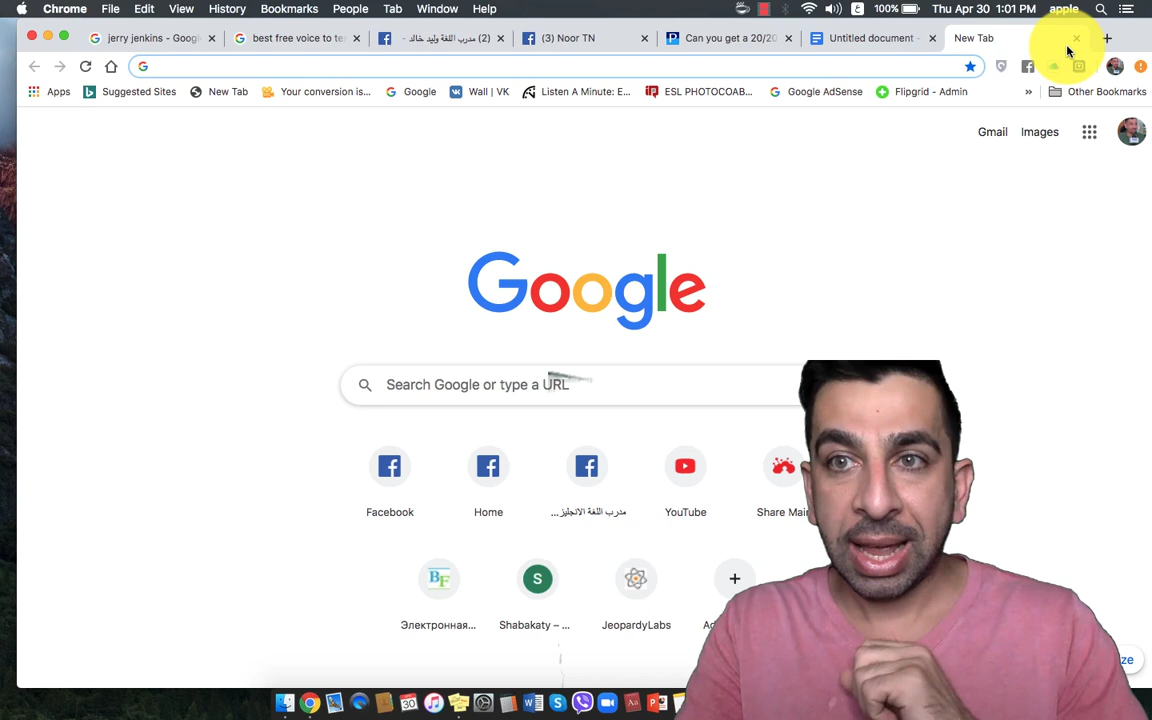 Chrome File Edit View History Bookmarks People Tab Window Help 100% Thu Apr 30 1:01 PM apple
jerry jenkins - Google best free voice to te (2) مدرب اللغة وليد خالد - (3) Noor TN Can you get a 20/20 Untitled document - New Tab
Apps Suggested Sites New Tab Your conversion is... Google Wall | VK Listen A Minute: E... ESL PHOTOCOAB... Google AdSense Flipgrid - Admin » Other Bookmarks
Gmail Images
Google
Search Google or type a URL
Facebook Home مدرب اللغة الانجليز... YouTube Share Mai
BF S
Электронная... Shabakaty – ... JeopardyLabs A
ze